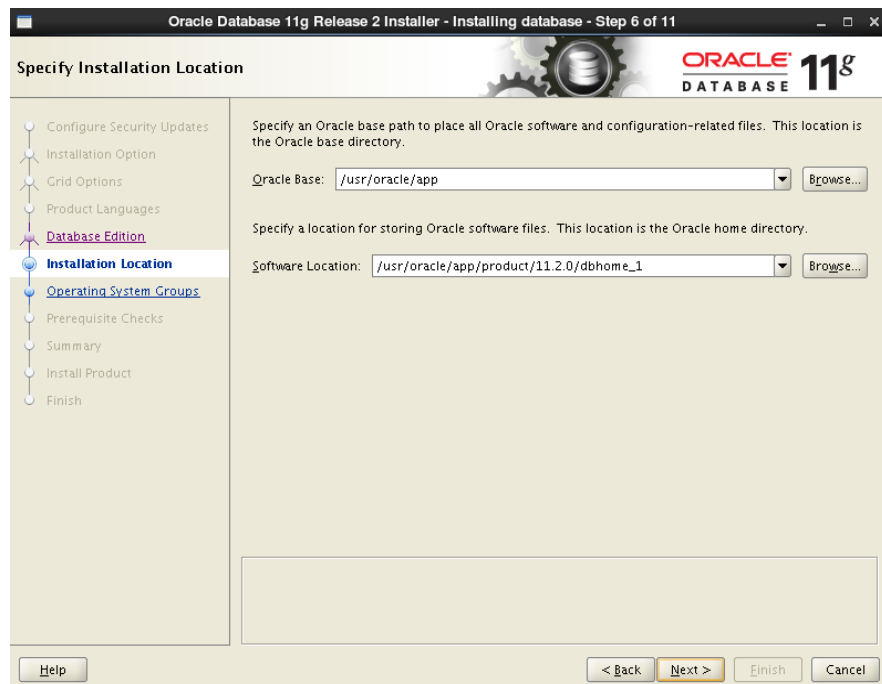 Oracle Database 11g Release 2 Installer - Installing database - Step 6 of 11
Specify Installation Location
ORACLE
DATABASE
11g
Configure Security Updates
Installation Option
Grid Options
Product Languages
Database Edition
Installation Location
Operating System Groups
Prerequisite Checks
Summary
Install Product
Finish
Specify an Oracle base path to place all Oracle software and configuration-related files. This location is
the Oracle base directory.
Oracle Base: /usr/oracle/app Browse...
Specify a location for storing Oracle software files. This location is the Oracle home directory.
Software Location: /usr/oracle/app/product/11.2.0/dbhome_1 Browse...
Help < Back Next > Finish Cancel